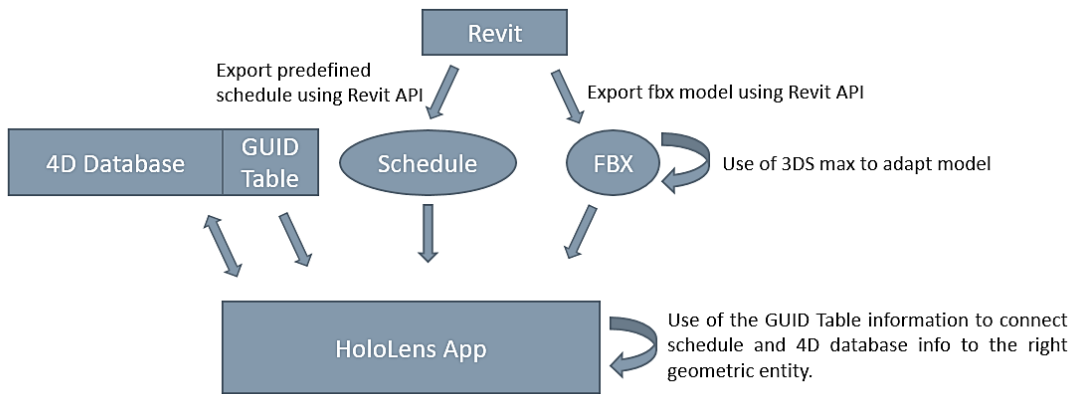 Revit
Export predefined
schedule using Revit API
Export fbx model using Revit API
4D Database
GUID
Table
Schedule
FBX
Use of 3DS max to adapt model
HoloLens App
Use of the GUID Table information to connect
schedule and 4D database info to the right
geometric entity.